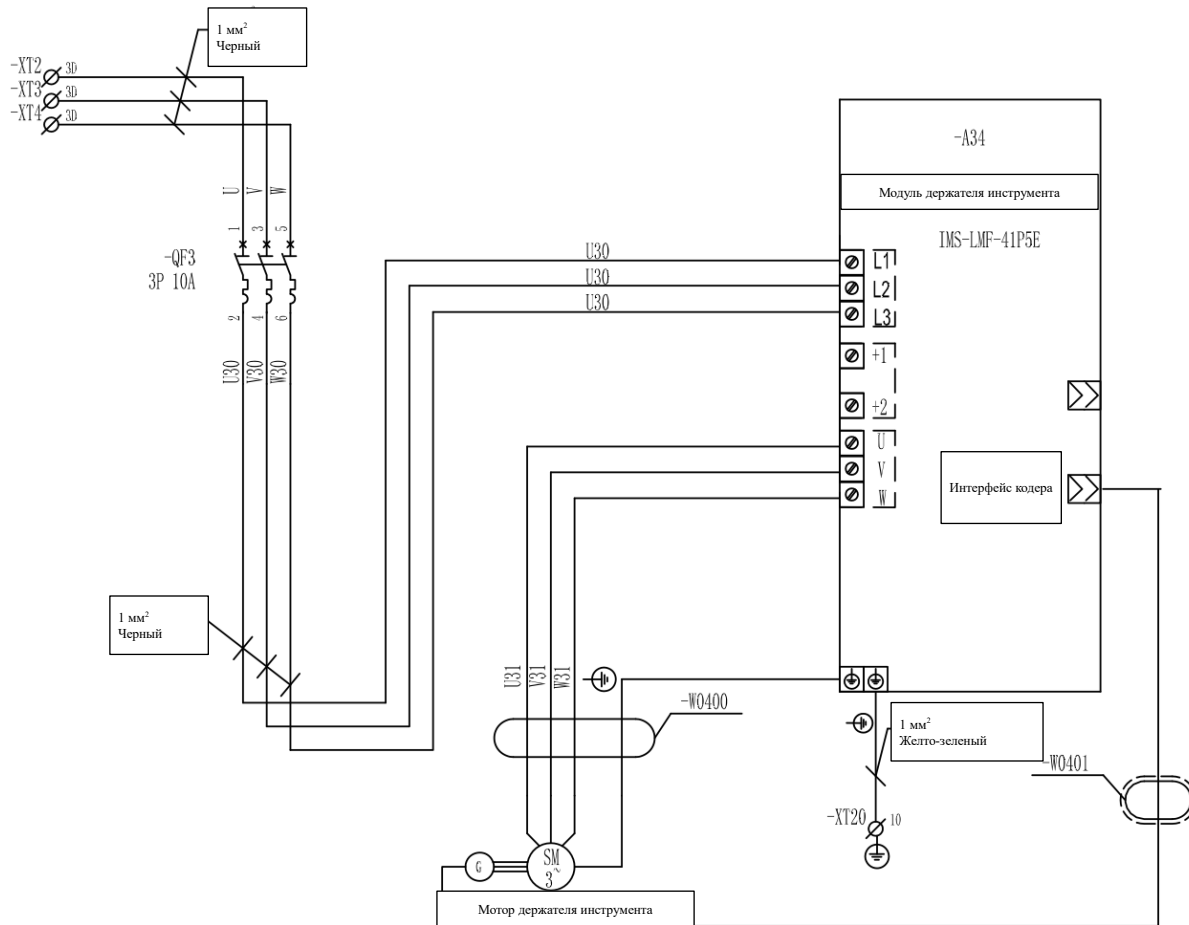 1 мм²
Черный
-XT2 3D
-XT3 3D
-XT4 3D
U V W
1 3 5
-QF3
3P 10A
2 4 6
U30 V30 W30
U30
U30
U30
-A34
Модуль держателя инструмента
IMS-LMF-41P5E
L1
L2
L3
+1
+2
U
V
W
Интерфейс кодера
1 мм²
Черный
U31 V31 W31
-W0400
1 мм²
Желто-зеленый
-W0401
-XT20 10
G
SM
3~
Мотор держателя инструмента